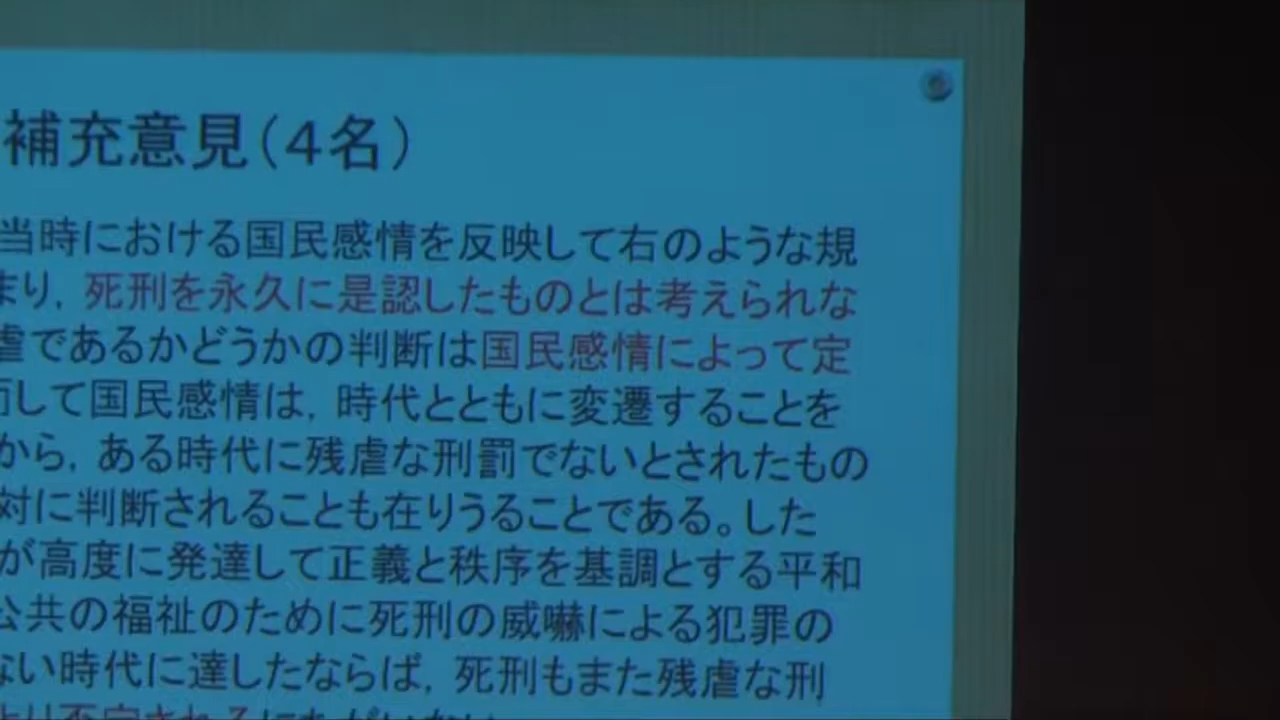 補充意見(4名)
当時における国民感情を反映して右のような規
まり，死刑を永久に是認したものとは考えられな
虐であるかどうかの判断は国民感情によって定
して国民感情は，時代とともに変遷することを
から，ある時代に残虐な刑罰でないとされたもの
対に判断されることも在りうることである。した
が高度に発達して正義と秩序を基調とする平和
公共の福祉のために死刑の威嚇による犯罪の
ない時代に達したならば，死刑もまた残虐な刑